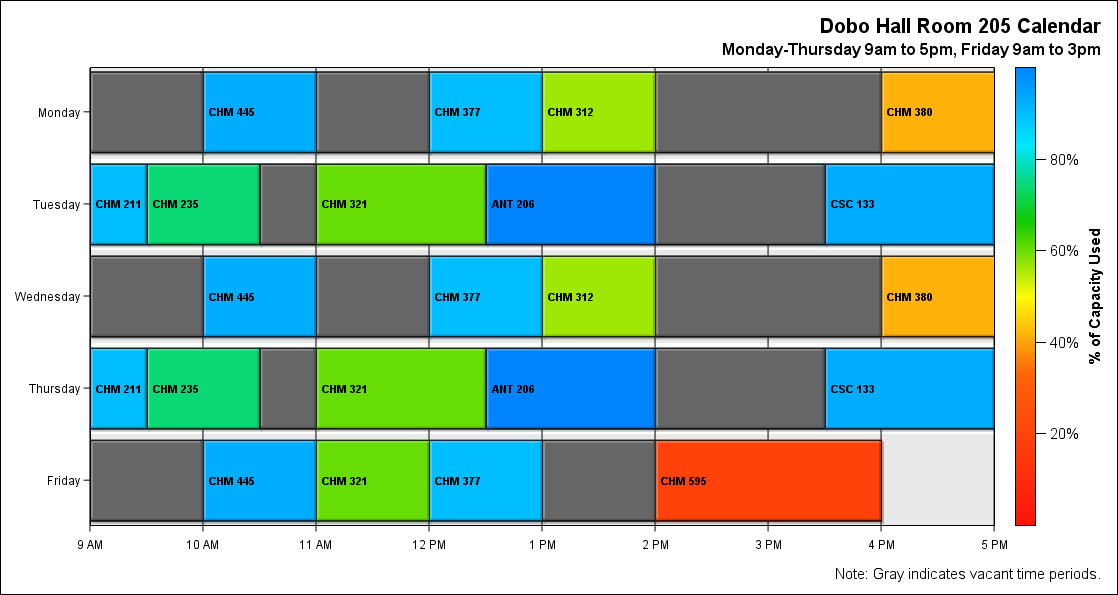 Dobo Hall Room 205 Calendar
Monday-Thursday 9am to 5pm, Friday 9am to 3pm
Monday
CHM 445
CHM 377
CHM 312
CHM 380
Tuesday
CHM 211
CHM 235
CHM 321
ANT 206
CSC 133
Wednesday
CHM 445
CHM 377
CHM 312
CHM 380
Thursday
CHM 211
CHM 235
CHM 321
ANT 206
CSC 133
Friday
CHM 445
CHM 321
CHM 377
CHM 595
9 AM
10 AM
11 AM
12 PM
1 PM
2 PM
3 PM
4 PM
5 PM
80%
60%
40%
20%
% of Capacity Used
Note: Gray indicates vacant time periods.